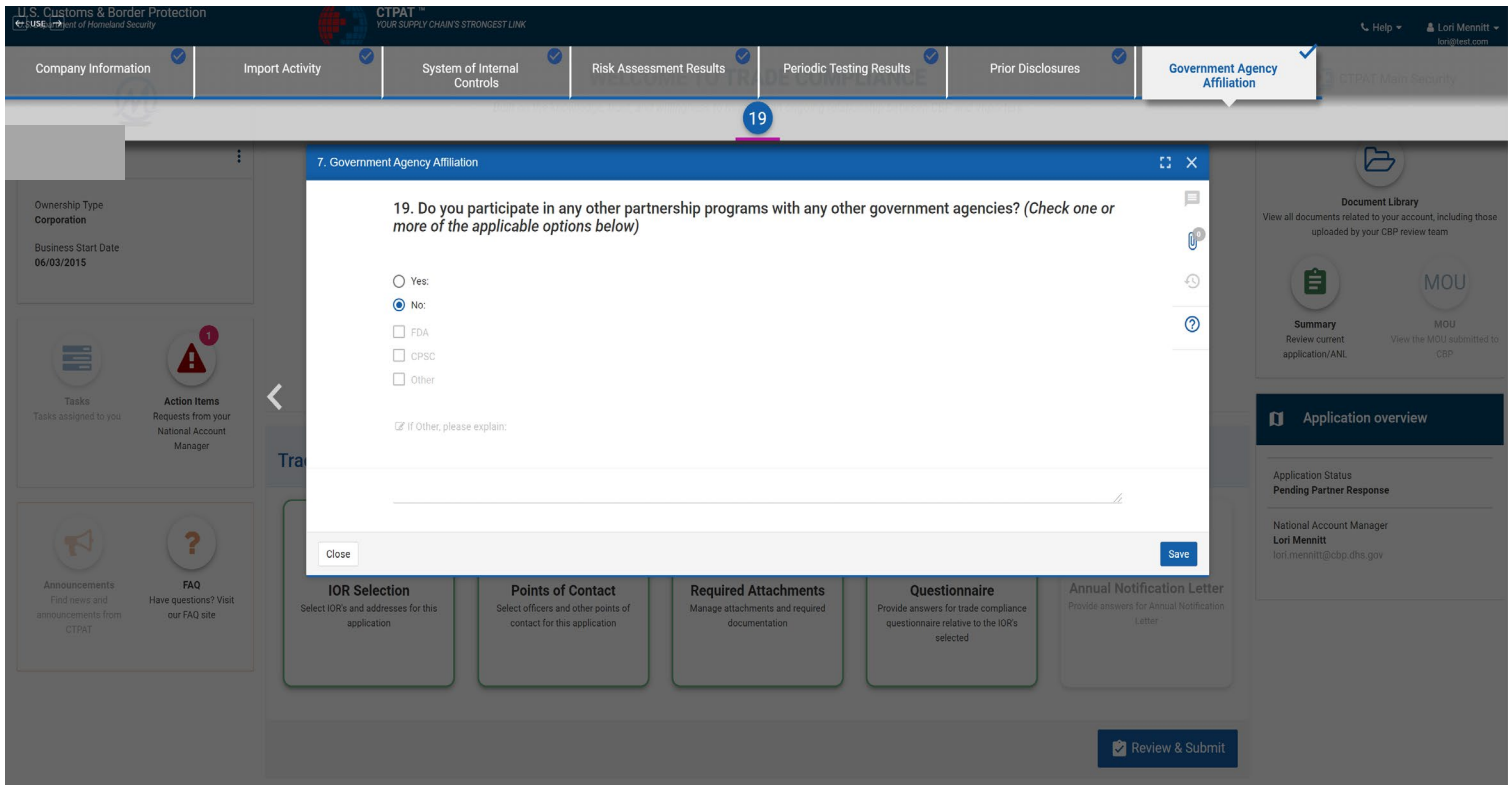 U.S. Customs & Border Protection
USE
CTPAT ™
YOUR SUPPLY CHAIN'S STRONGEST LINK
Help
Lori Mennitt
lori@test.com
Company Information
Import Activity
System of Internal
Controls
Risk Assessment Results
Periodic Testing Results
Prior Disclosures
Government Agency
Affiliation
WELCOME TO TRADE COMPLIANCE
CTPAT Main Security
19
7. Government Agency Affiliation
19. Do you participate in any other partnership programs with any other government agencies? (Check one or
more of the applicable options below)
0
Yes:
No:
FDA
CPSC
Other
If Other, please explain:
Close
Save
Ownership Type
Corporation
Business Start Date
06/03/2015
1
Tasks
Tasks assigned to you
Action Items
Requests from your
National Account
Manager
Announcements
Find news and
announcements from
CTPAT
?
FAQ
Have questions? Visit
our FAQ site
Tra
IOR Selection
Select IOR's and addresses for this
application
Points of Contact
Select officers and other points of
contact for this application
Required Attachments
Manage attachments and required
documentation
Questionnaire
Provide answers for trade compliance
questionnaire relative to the IOR's
selected
Annual Notification Letter
Provide answers for Annual Notification
Letter
Review & Submit
Document Library
View all documents related to your account, including those
uploaded by your CBP review team
Summary
Review current
application/ANL
MOU
MOU
View the MOU submitted to
CBP
Application overview
Application Status
Pending Partner Response
National Account Manager
Lori Mennitt
lori.mennitt@cbp.dhs.gov